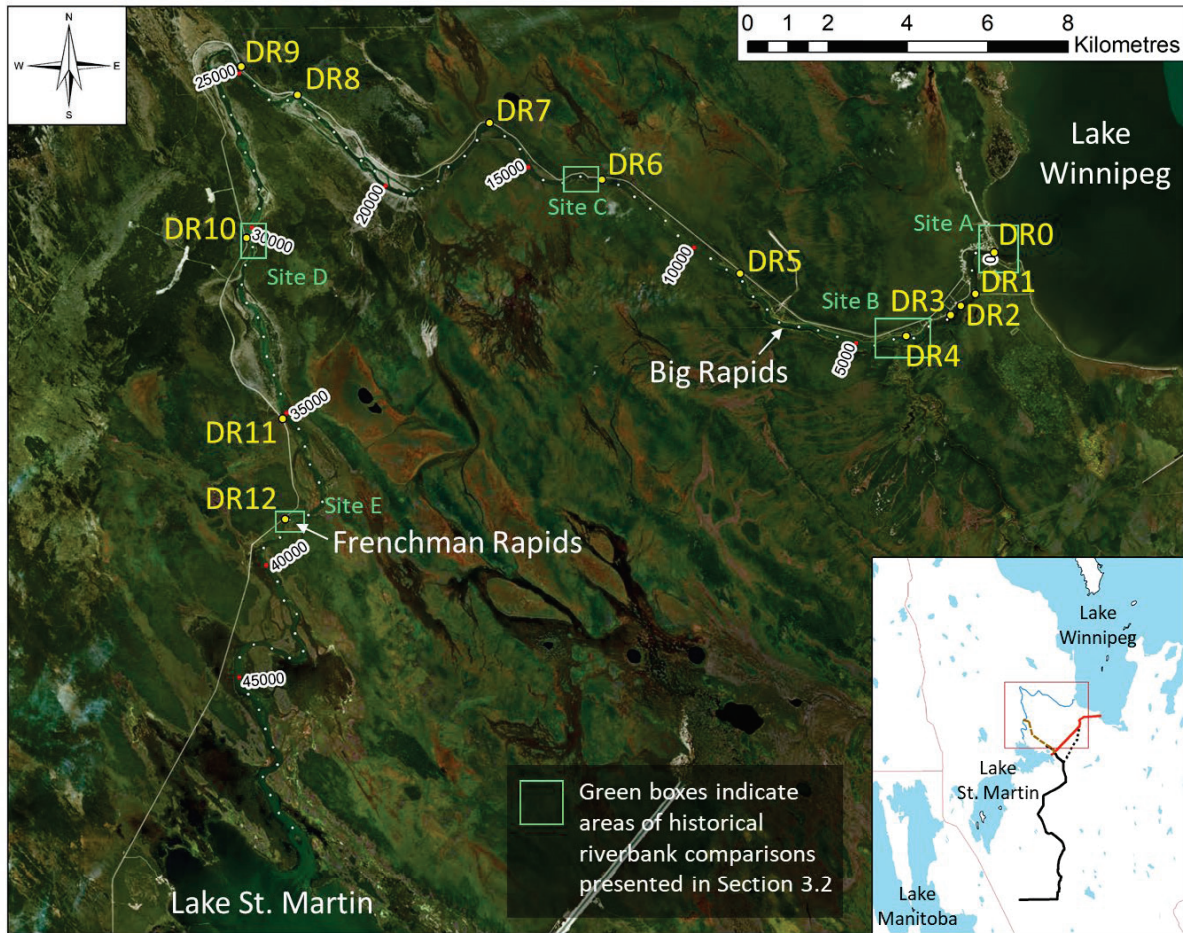 N
W
E
S
0
2
4
6
8
Kilometres
DR9
25000
DR8
DR7
Lake
Winnipeg
15000
DR6
20000
Site C
Site A
DR0
0
DR10
30000
Site D
10000
DR5
DR1
Site B
DR3
DR2
DR4
5000
Big Rapids
35000
DR11
DR12
Site E
Frenchman Rapids
40000
45000
Lake St. Martin
Green boxes indicate
areas of historical
riverbank comparisons
presented in Section 3.2
Lake
Winnipeg
Lake
St. Martin
Lake
Manitoba